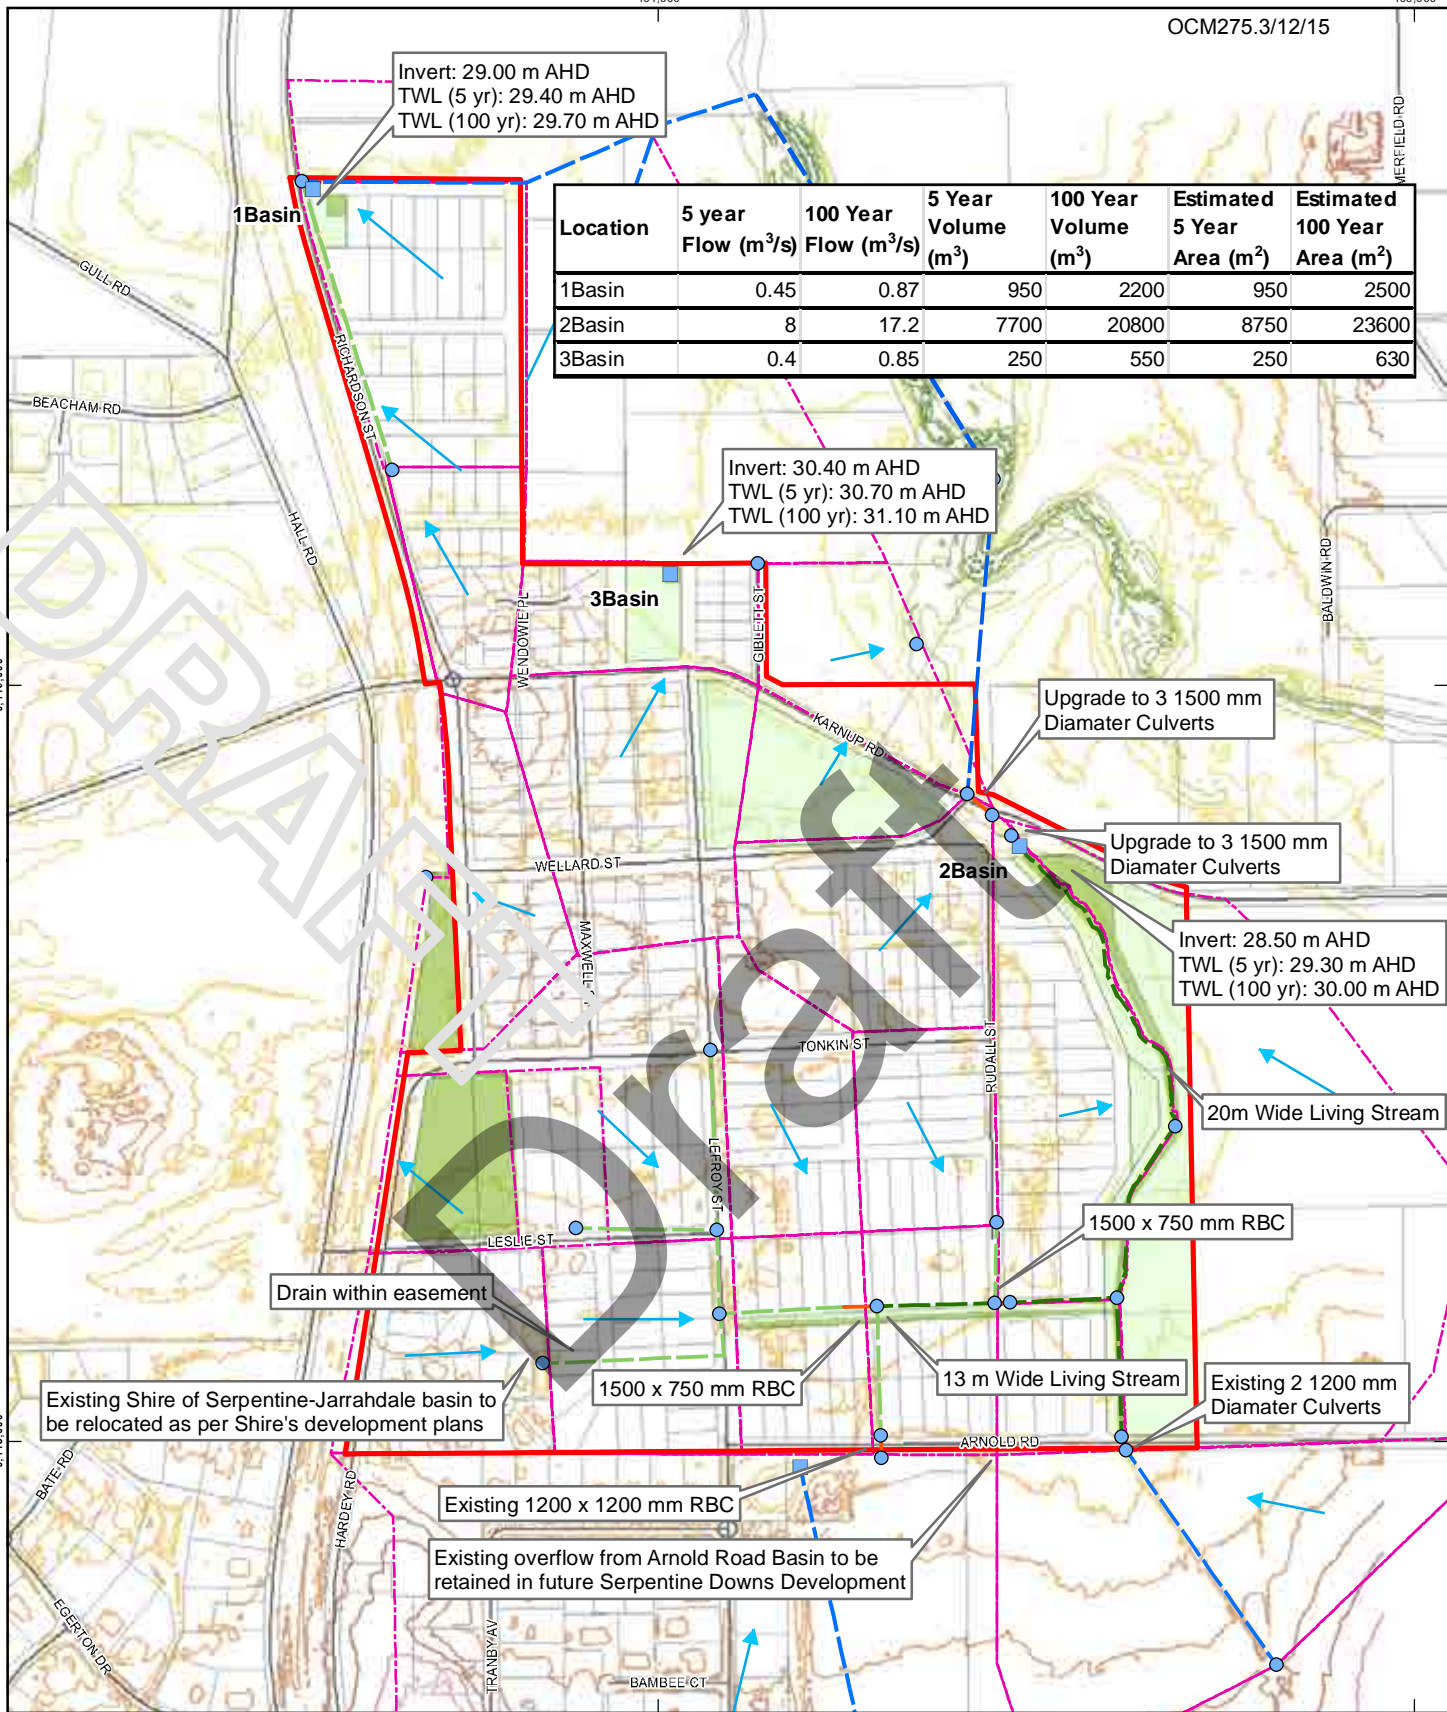 OCM275.3/12/15
Invert: 29.00 m AHD
TWL (5 yr): 29.40 m AHD
TWL (100 yr): 29.70 m AHD
1Basin
Location 5 year Flow (m³/s) 100 Year Flow (m³/s) 5 Year Volume (m³) 100 Year Volume (m³) Estimated 5 Year Area (m²) Estimated 100 Year Area (m²)
1Basin 0.45 0.87 950 2200 950 2500
2Basin 8 17.2 7700 20800 8750 23600
3Basin 0.4 0.85 250 550 250 630
MERFIELD RD
GULL RD
RICHARDSON ST
BEACHAM RD
HALL RD
Invert: 30.40 m AHD
TWL (5 yr): 30.70 m AHD
TWL (100 yr): 31.10 m AHD
3Basin
WENDOWIE PL
GIBLETT ST
BALDWIN RD
DRAFT
KARNUP RD
Upgrade to 3 1500 mm
Diamater Culverts
Upgrade to 3 1500 mm
Diamater Culverts
WELLARD ST
2Basin
MAXWELL
Invert: 28.50 m AHD
TWL (5 yr): 29.30 m AHD
TWL (100 yr): 30.00 m AHD
Draft
TONKIN ST
RUDALL ST
20m Wide Living Stream
LEFROY ST
1500 x 750 mm RBC
LESLIE ST
Drain within easement
1500 x 750 mm RBC
13 m Wide Living Stream
Existing Shire of Serpentine-Jarrahdale basin to
be relocated as per Shire's development plans
Existing 2 1200 mm
Diamater Culverts
ARNOLD RD
BATE RD
HARDEY RD
Existing 1200 x 1200 mm RBC
Existing overflow from Arnold Road Basin to be
retained in future Serpentine Downs Development
EGERTON DR
TRANBY AV
BAMBEE CT